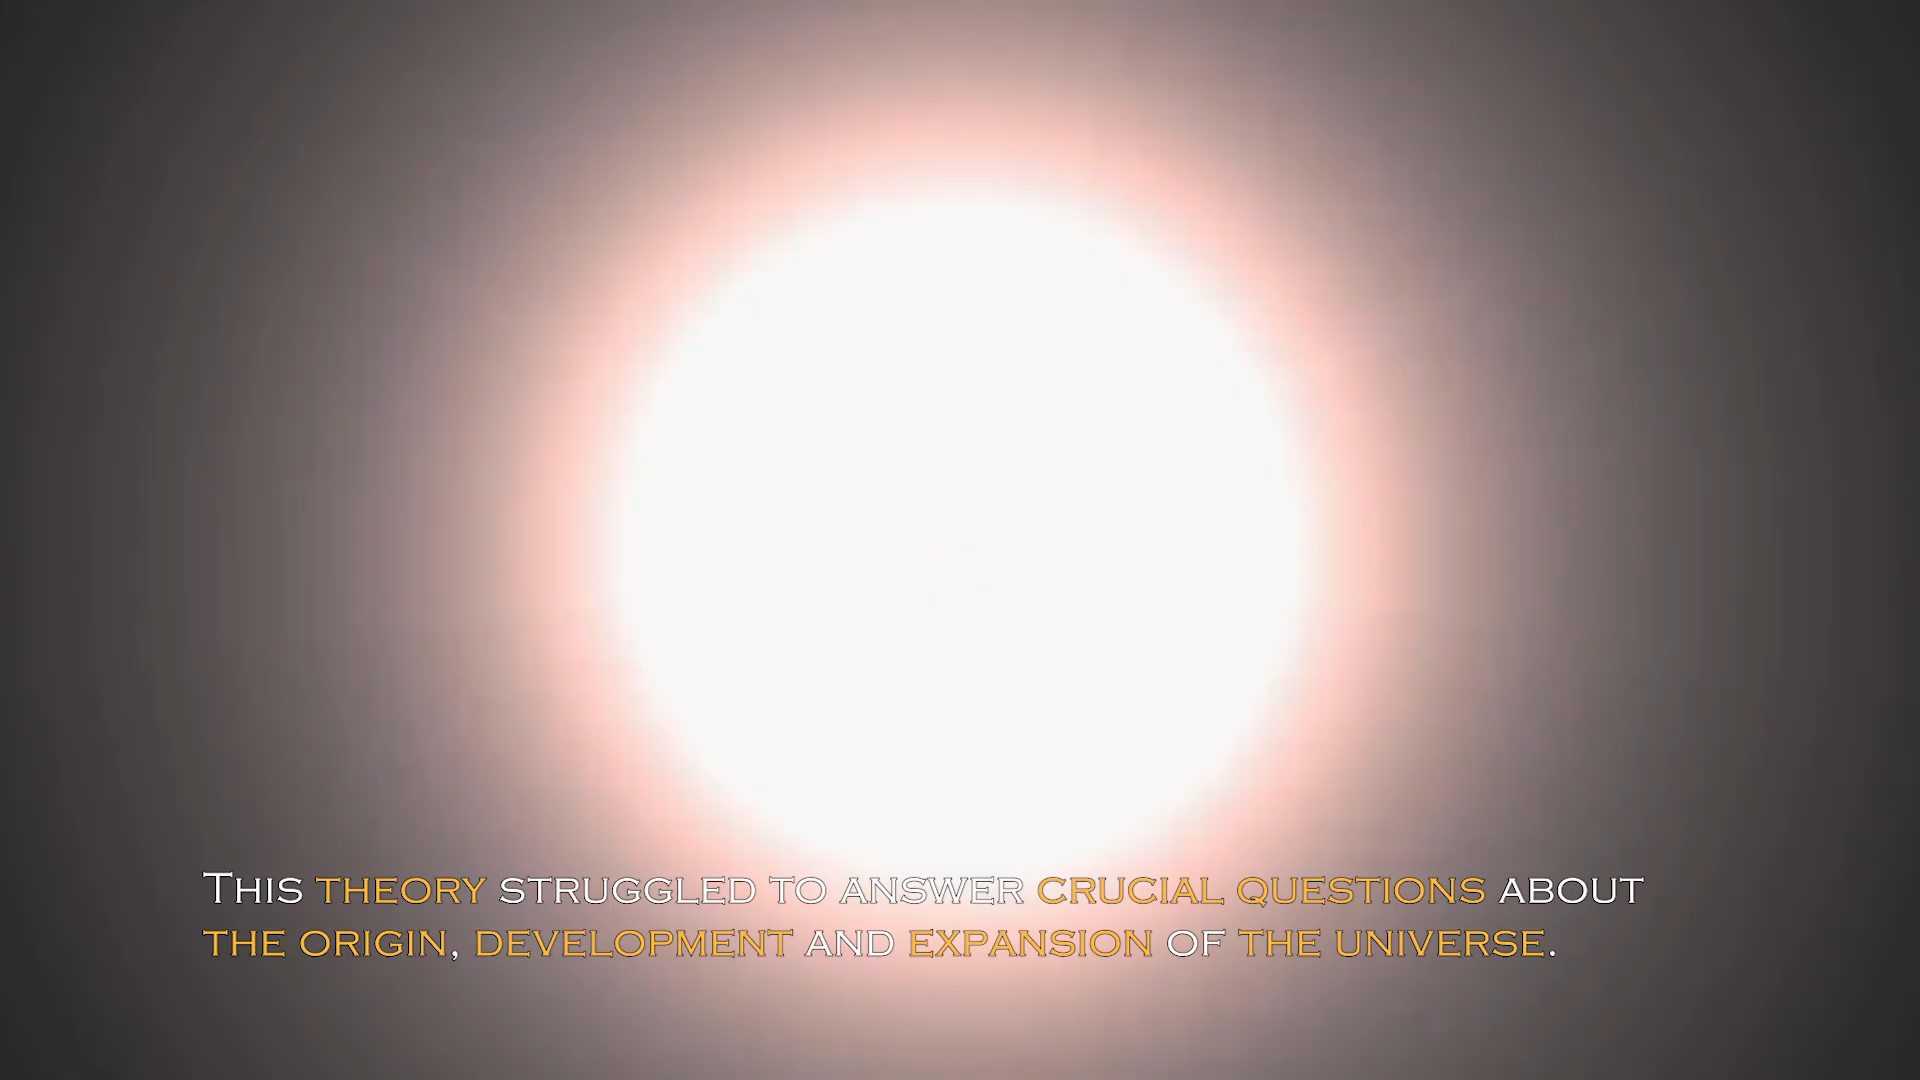 This theory struggled to answer crucial questions about
the origin, development and expansion of the universe.